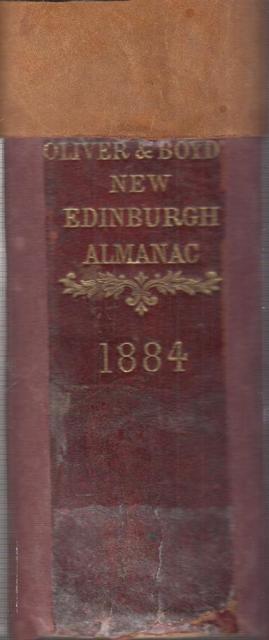 OLIVER & BOYD
NEW
EDINBURGH
ALMANAC
1884